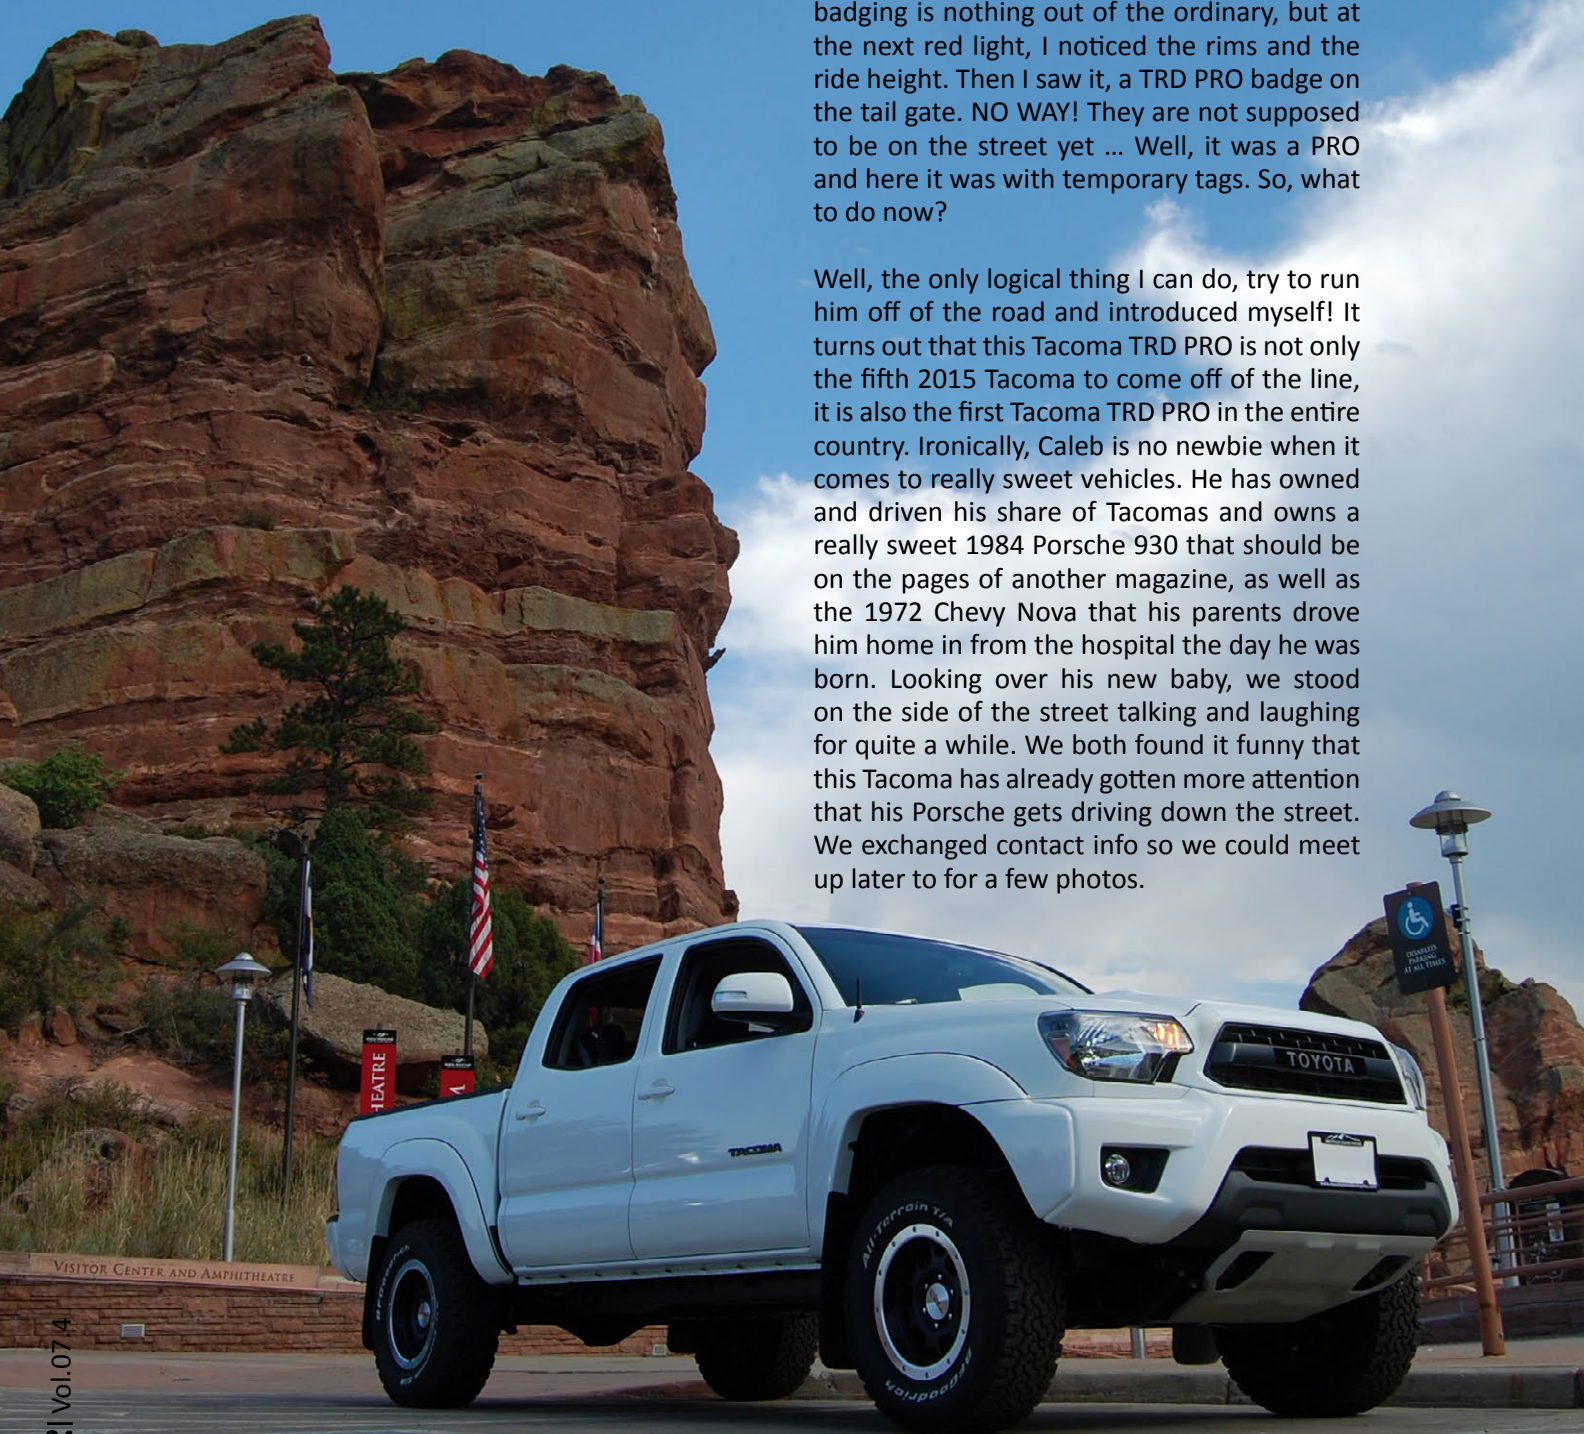 badging is nothing out of the ordinary, but at
the next red light, I noticed the rims and the
ride height. Then I saw it, a TRD PRO badge on
the tail gate. NO WAY! They are not supposed
to be on the street yet ... Well, it was a PRO
and here it was with temporary tags. So, what
to do now?
Well, the only logical thing I can do, try to run
him off of the road and introduced myself! It
turns out that this Tacoma TRD PRO is not only
the fifth 2015 Tacoma to come off of the line,
it is also the first Tacoma TRD PRO in the entire
country. Ironically, Caleb is no newbie when it
comes to really sweet vehicles. He has owned
and driven his share of Tacomas and owns a
really sweet 1984 Porsche 930 that should be
on the pages of another magazine, as well as
the 1972 Chevy Nova that his parents drove
him home in from the hospital the day he was
born. Looking over his new baby, we stood
on the side of the street talking and laughing
for quite a while. We both found it funny that
this Tacoma has already gotten more attention
that his Porsche gets driving down the street.
We exchanged contact info so we could meet
up later to for a few photos.
DISABLED
PARKING
AT ALL TIMES
HEATRE
TOYOTA
TACOMA
All-Terrain T/A
BFGoodrich
BFGoodrich
VISITOR CENTER AND AMPHITHEATRE
| Vol.07.4